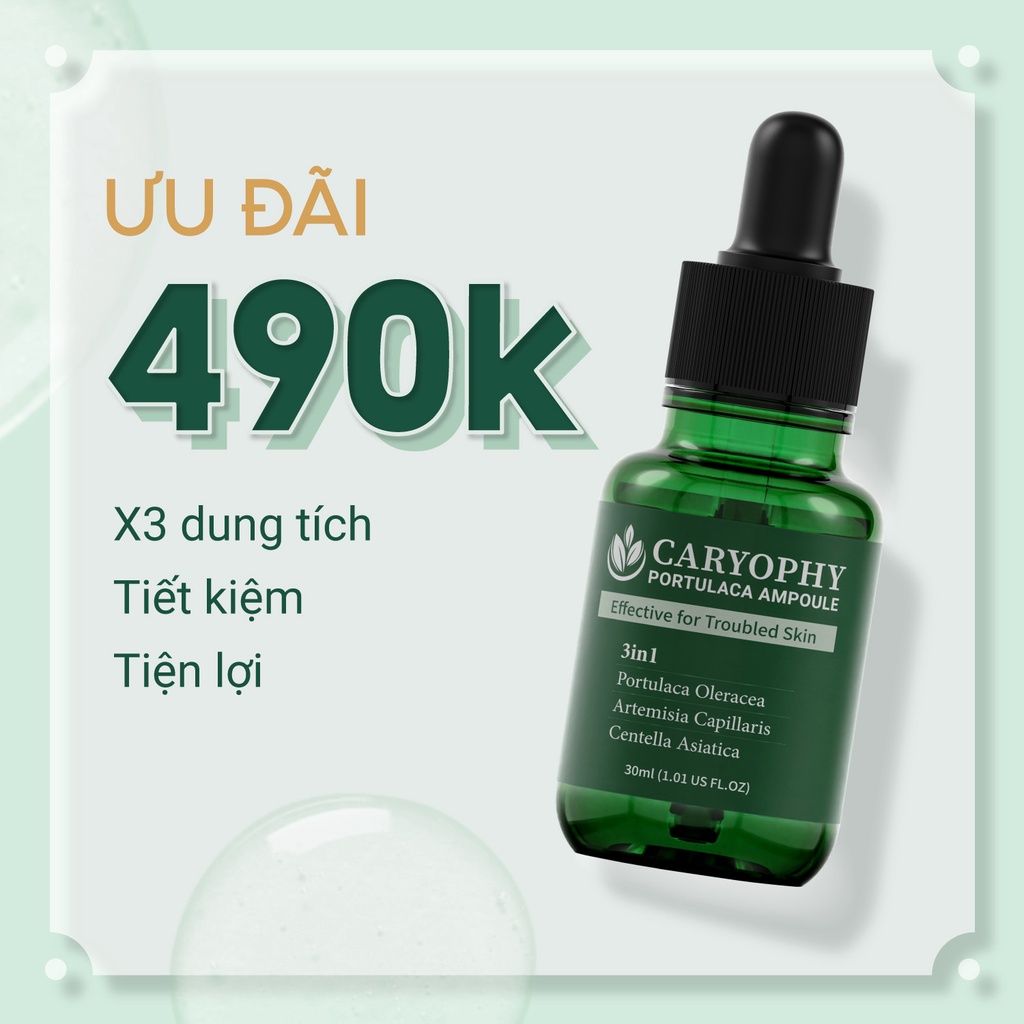 ƯU ĐÃI
490k
X3 dung tích
Tiết kiệm
Tiện lợi
CARYOPHY
PORTULACA AMPOULE
Effective for Troubled Skin
3in1
Portulaca Oleracea
Artemisia Capillaris
Centella Asiatica
30ml (1.01 US FL.OZ)